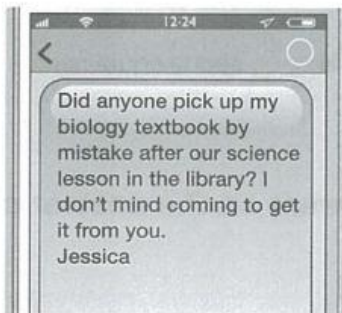 12:24
Did anyone pick up my
biology textbook by
mistake after our science
lesson in the library? I
don't mind coming to get
it from you.
Jessica